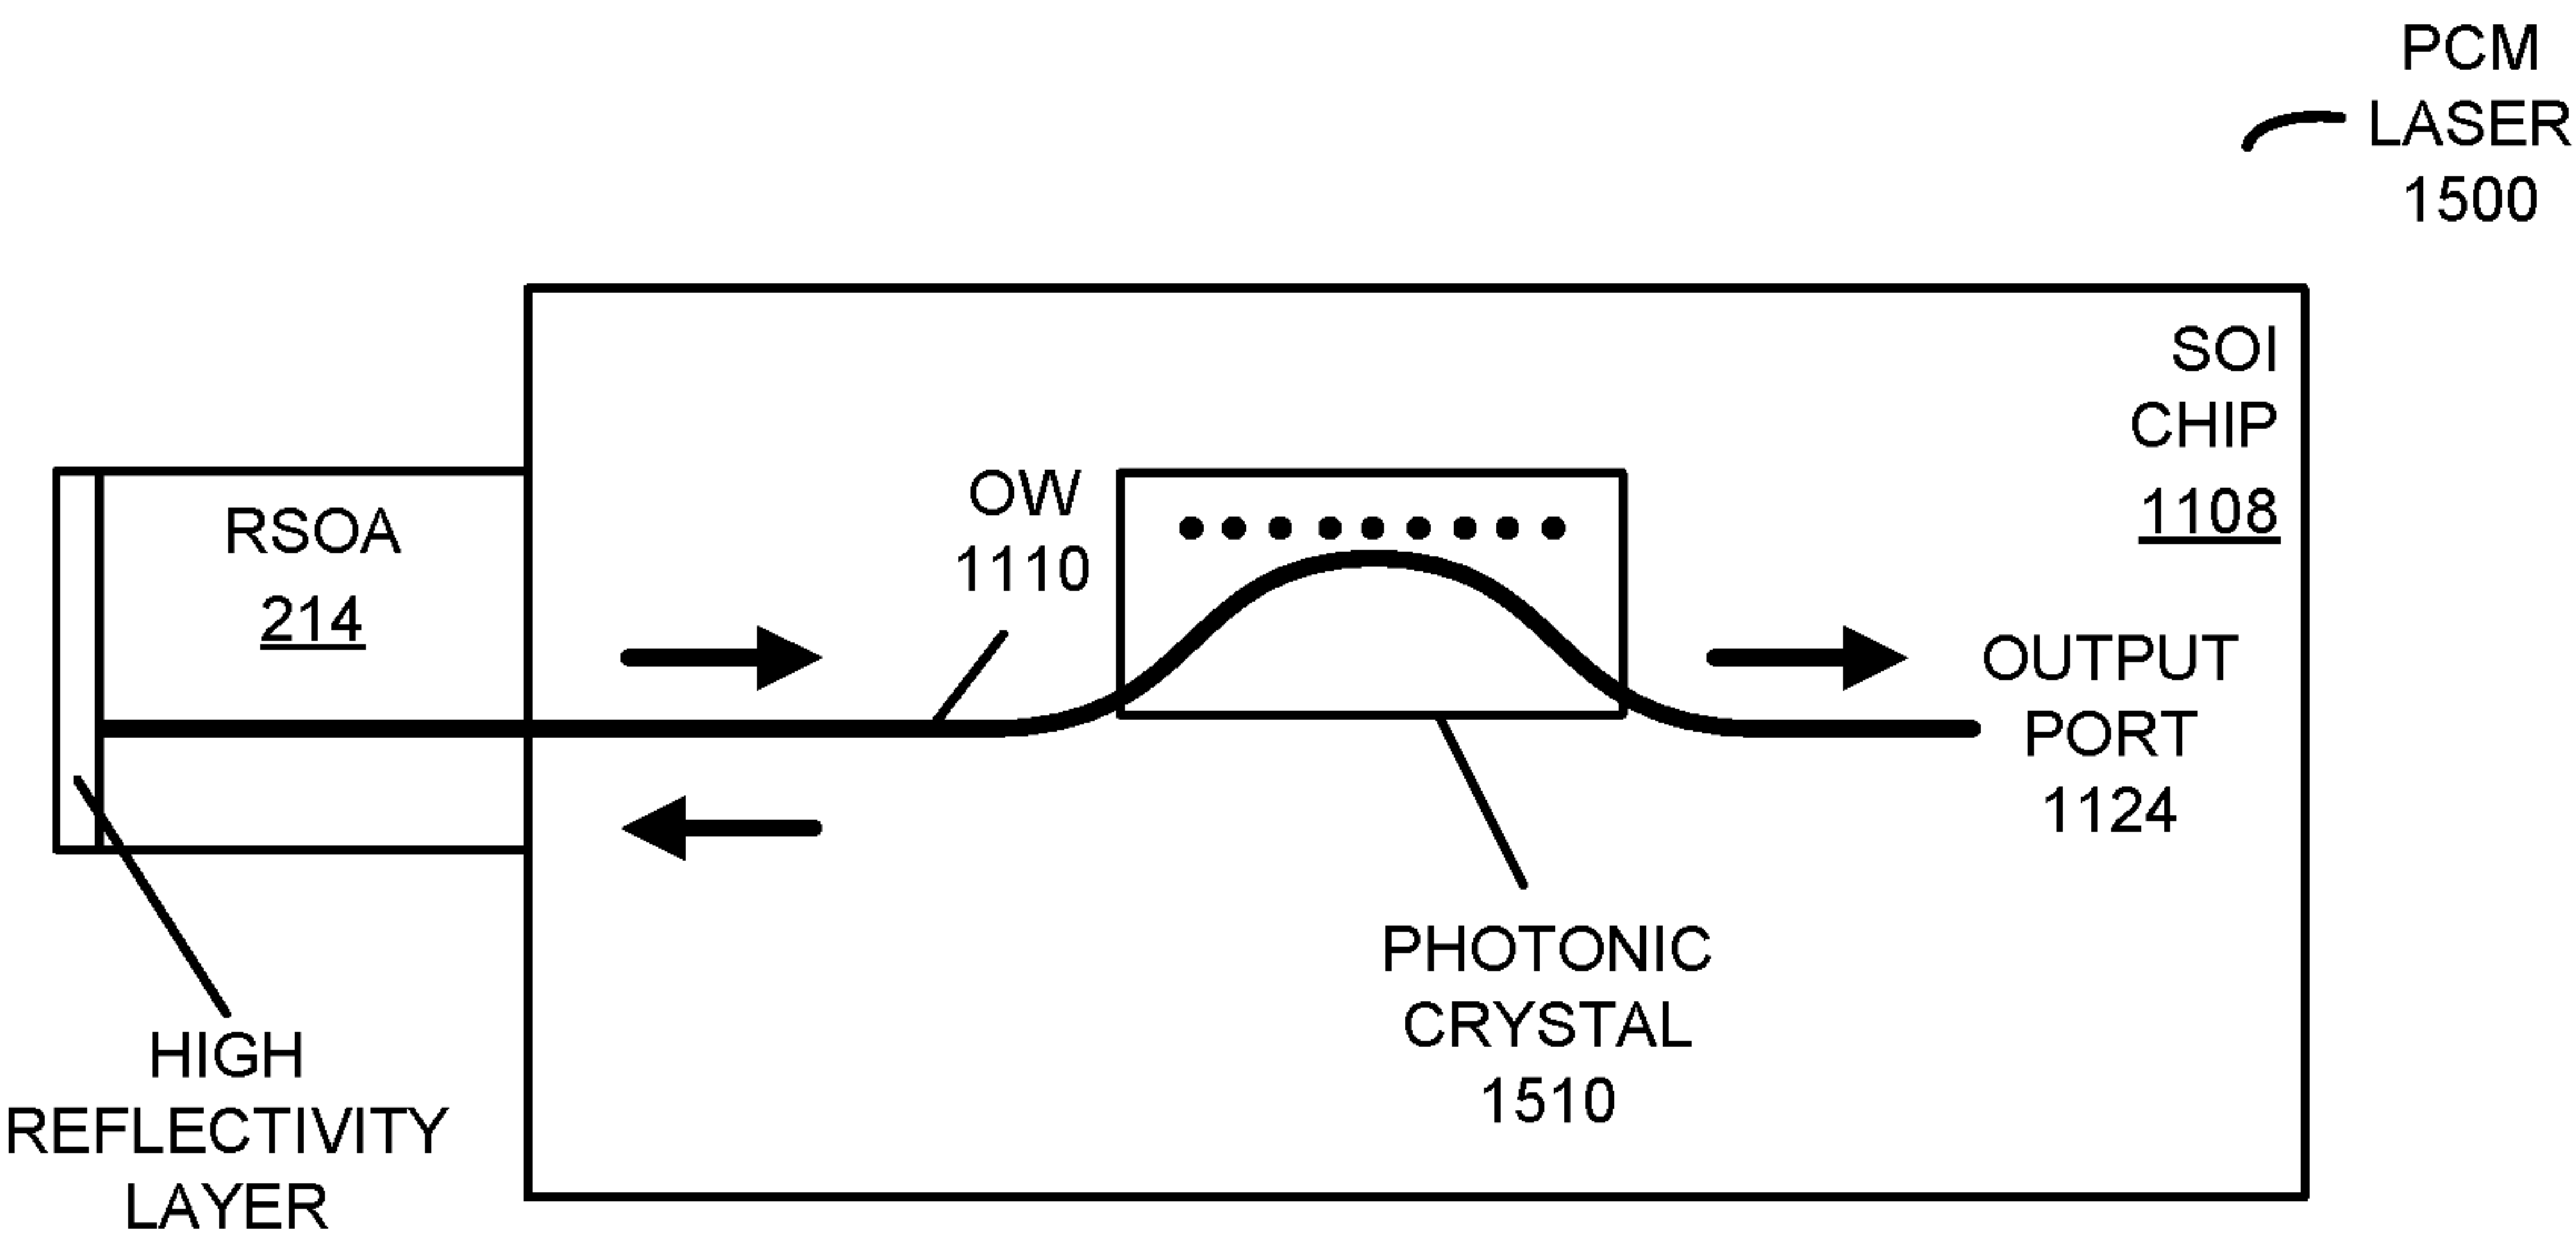 PCM
LASER
1500
SOI
CHIP
1108
OW
1110
RSOA
214
OUTPUT
PORT
1124
PHOTONIC
CRYSTAL
1510
HIGH
REFLECTIVITY
LAYER